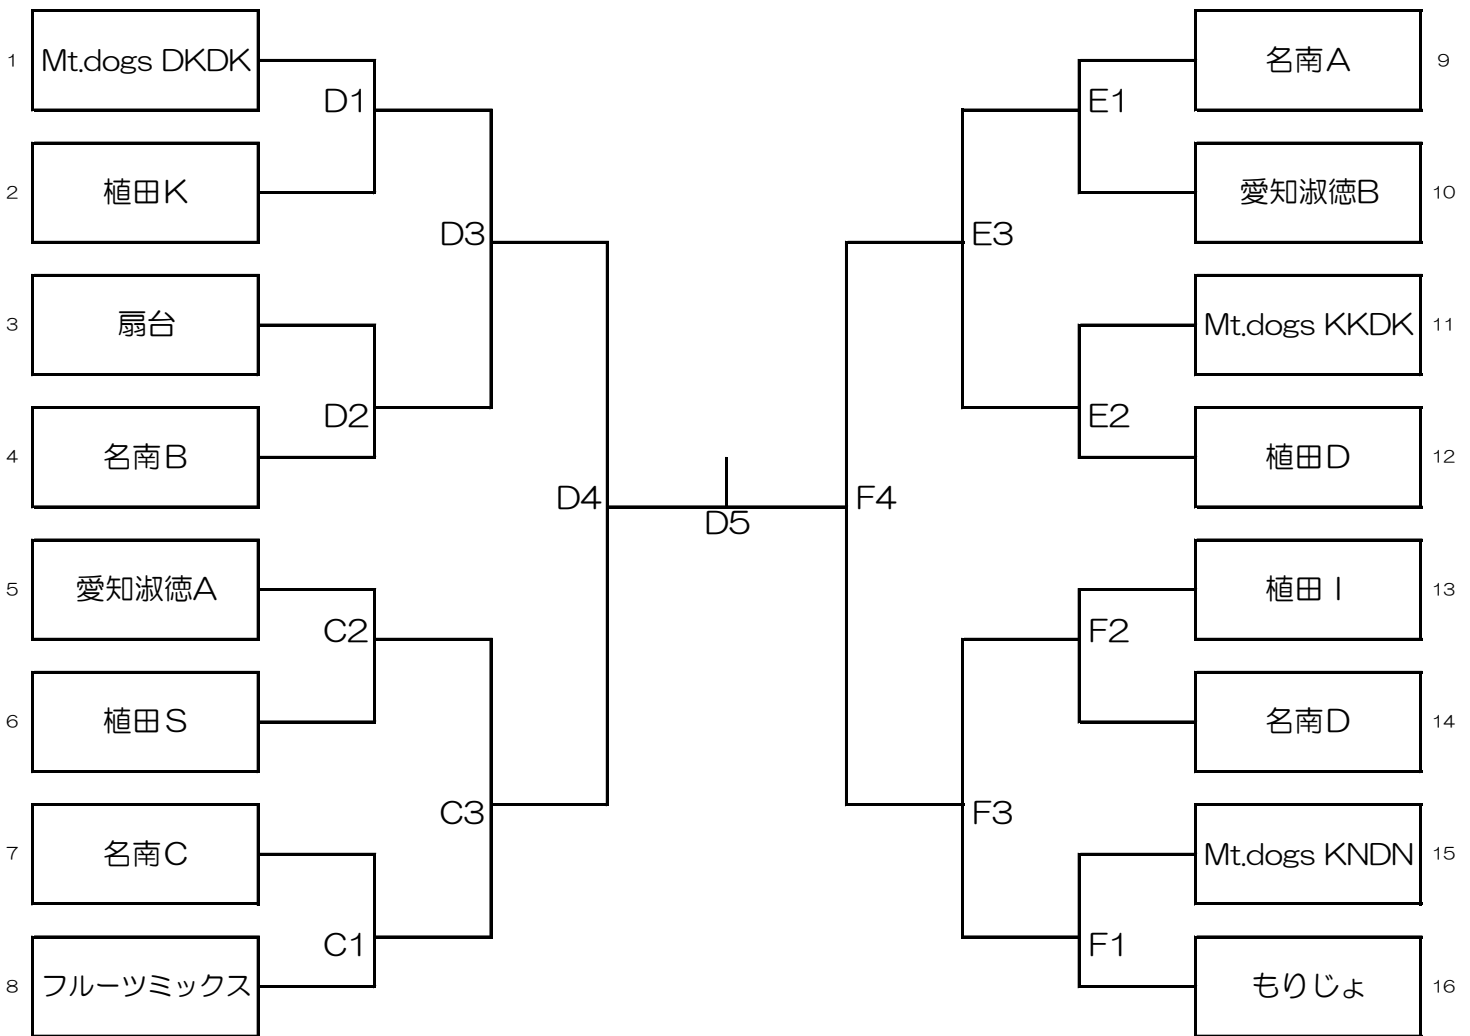 1 Mt.dogs DKDK
D1
2 植田K
D3
3 扇台
D2
4 名南B
D4
5 愛知淑徳A
C2
6 植田S
C3
7 名南C
C1
8 フルーツミックス
D5
名南A 9
E1
愛知淑徳B 10
E3
Mt.dogs KKDK 11
E2
植田D 12
F4
植田I 13
F2
名南D 14
F3
Mt.dogs KNDN 15
F1
もりじょ 16